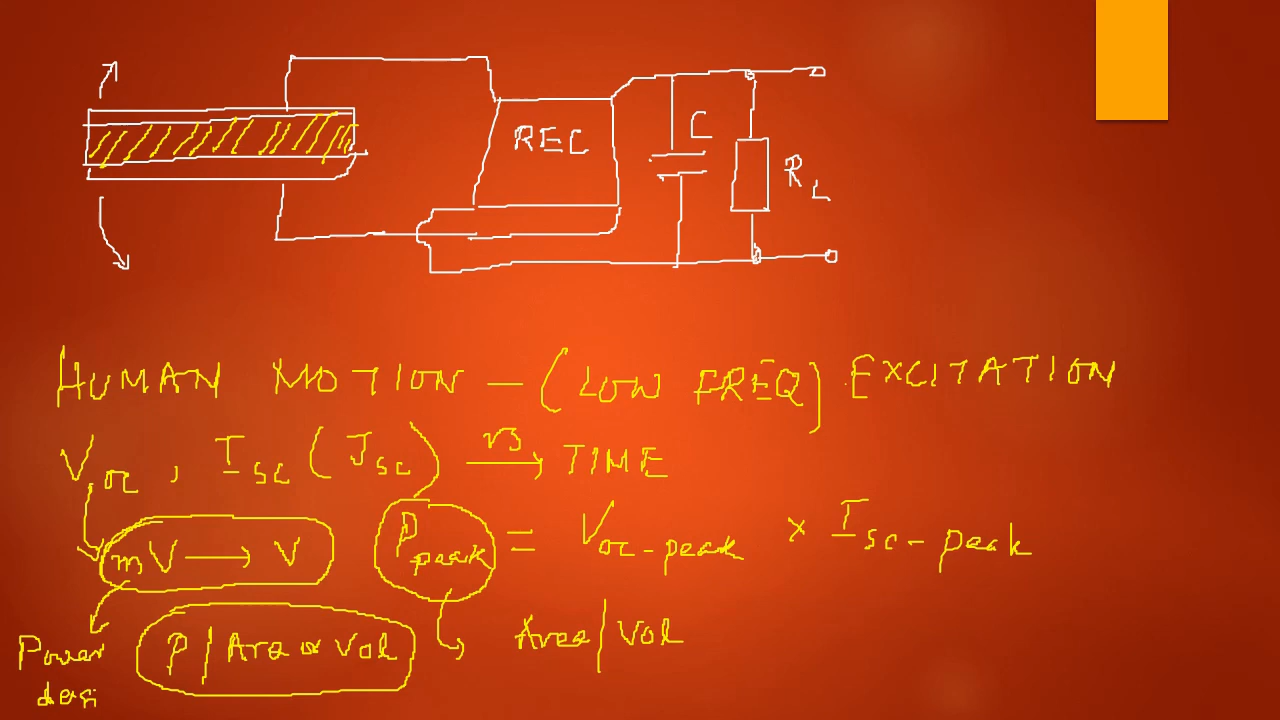 REC
C
R L
HUMAN MOTION - (LOW FREQ) EXCITATION
Voc, Isc (Jsc) vs → TIME
mV → V
Ppeak = Voc-peak × Isc-peak
Power
P/Area or Vol
Area/Vol
desi